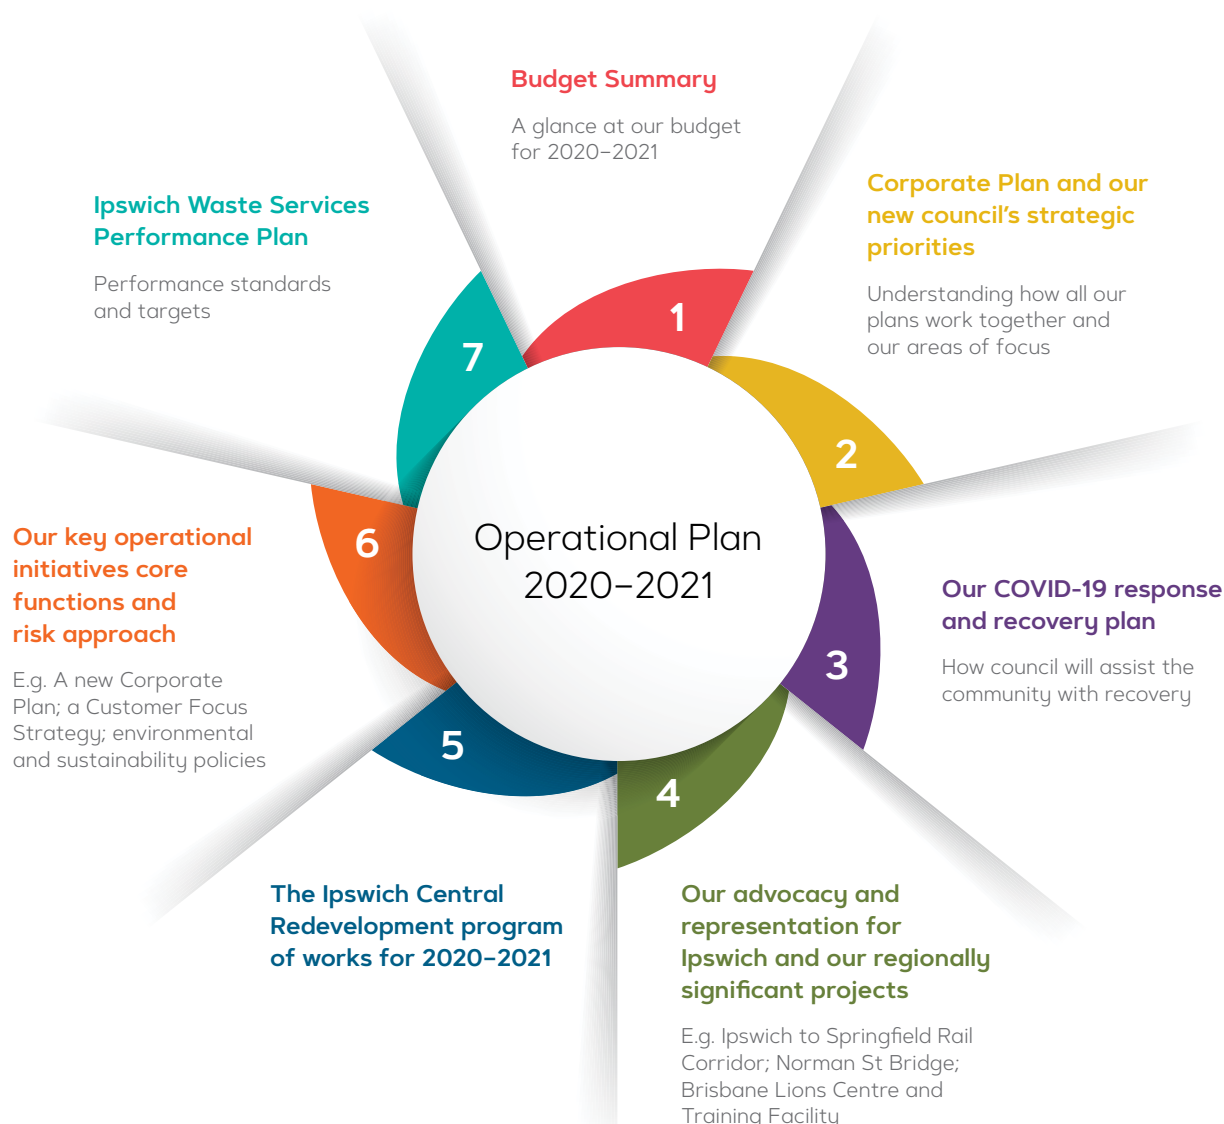 Budget Summary
A glance at our budget
for 2020–2021
1
Corporate Plan and our
new council's strategic
priorities
Understanding how all our
plans work together and
our areas of focus
2
Our COVID-19 response
and recovery plan
How council will assist the
community with recovery
3
Our advocacy and
representation for
Ipswich and our regionally
significant projects
E.g. Ipswich to Springfield Rail
Corridor; Norman St Bridge;
Brisbane Lions Centre and
Training Facility
4
The Ipswich Central
Redevelopment program
of works for 2020–2021
5
Our key operational
initiatives core
functions and
risk approach
E.g. A new Corporate
Plan; a Customer Focus
Strategy; environmental
and sustainability policies
6
Ipswich Waste Services
Performance Plan
Performance standards
and targets
7
Operational Plan
2020–2021